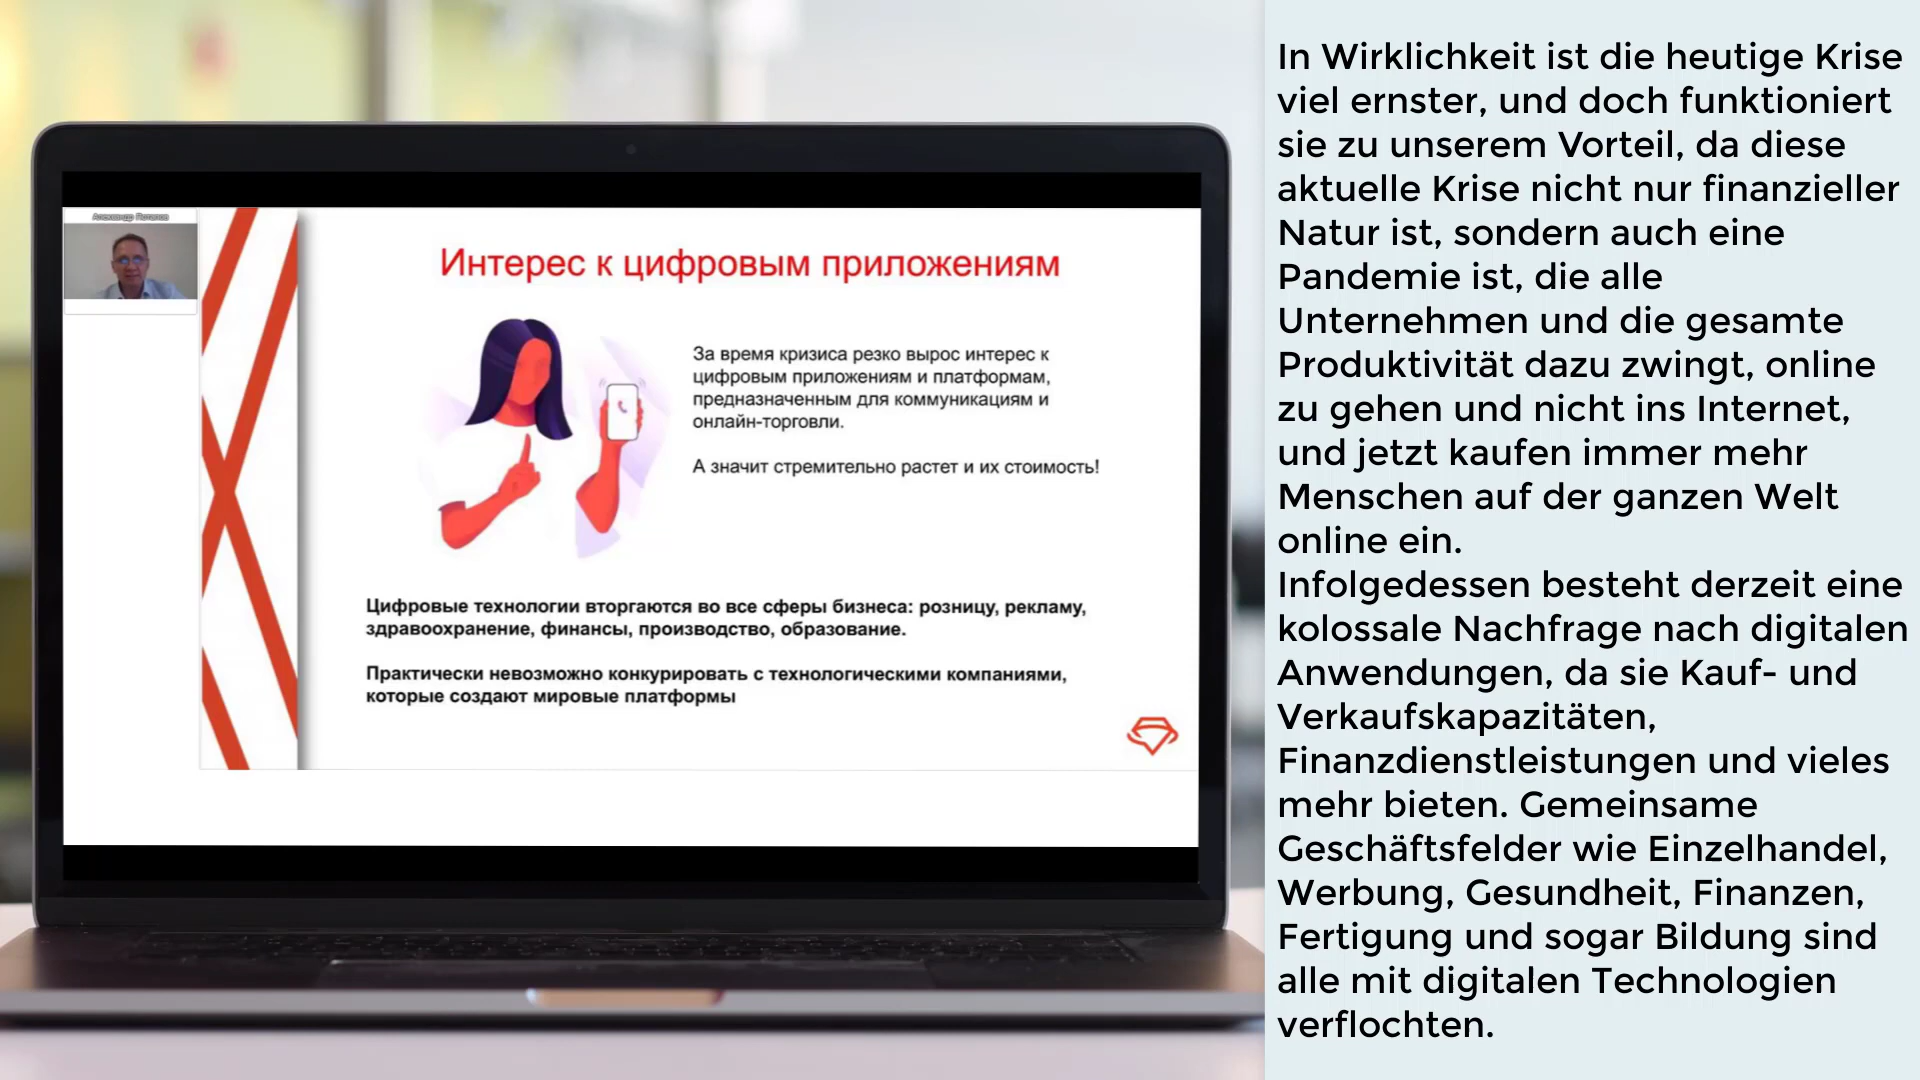 Александр Потапов
Интерес к цифровым приложениям
За время кризиса резко вырос интерес к
цифровым приложениям и платформам,
предназначенным для коммуникациям и
онлайн-торговли.
А значит стремительно растет и их стоимость!
Цифровые технологии вторгаются во все сферы бизнеса: розницу, рекламу,
здравоохранение, финансы, производство, образование.
Практически невозможно конкурировать с технологическими компаниями,
которые создают мировые платформы
In Wirklichkeit ist die heutige Krise
viel ernster, und doch funktioniert
sie zu unserem Vorteil, da diese
aktuelle Krise nicht nur finanzieller
Natur ist, sondern auch eine
Pandemie ist, die alle
Unternehmen und die gesamte
Produktivität dazu zwingt, online
zu gehen und nicht ins Internet,
und jetzt kaufen immer mehr
Menschen auf der ganzen Welt
online ein.
Infolgedessen besteht derzeit eine
kolossale Nachfrage nach digitalen
Anwendungen, da sie Kauf- und
Verkaufskapazitäten,
Finanzdienstleistungen und vieles
mehr bieten. Gemeinsame
Geschäftsfelder wie Einzelhandel,
Werbung, Gesundheit, Finanzen,
Fertigung und sogar Bildung sind
alle mit digitalen Technologien
verflochten.